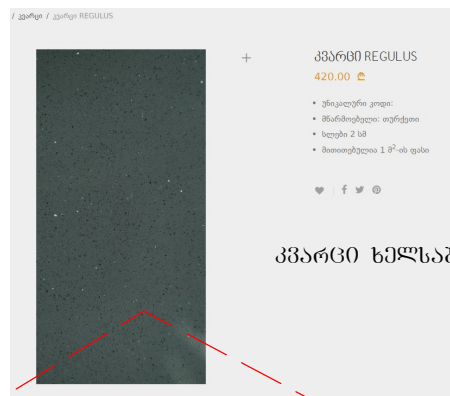 / კვარცი / კვარცი REGULUS
კვარცი REGULUS
420.00 ₾
უნიკალური კოდი:
მწარმოებელი: თურქეთი
სლები 2 სმ
მითითებულია 1 მ²-ის ფასი
კვარცი